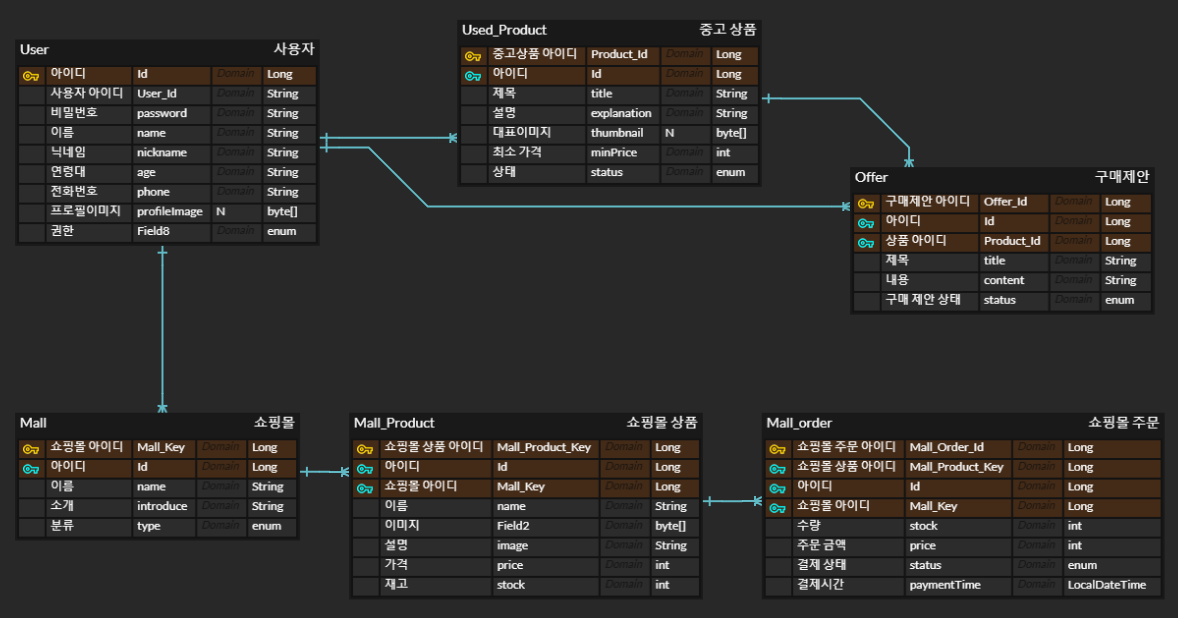 User 사용자
아이디 Id Domain Long
사용자 아이디 User_Id Domain String
비밀번호 password Domain String
이름 name Domain String
닉네임 nickname Domain String
연령대 age Domain String
전화번호 phone Domain String
프로필이미지 profileImage N byte[]
권한 Field8 Domain enum
Used_Product 중고 상품
중고상품 아이디 Product_Id Domain Long
아이디 Id Domain Long
제목 title Domain String
설명 explanation Domain String
대표이미지 thumbnail N byte[]
최소 가격 minPrice Domain int
상태 status Domain enum
Offer 구매제안
구매제안 아이디 Offer_Id Domain Long
아이디 Id Domain Long
상품 아이디 Product_Id Domain Long
제목 title Domain String
내용 content Domain String
구매 제안 상태 status Domain enum
Mall 쇼핑몰
쇼핑몰 아이디 Mall_Key Domain Long
아이디 Id Domain Long
이름 name Domain String
소개 introduce Domain String
분류 type Domain enum
Mall_Product 쇼핑몰 상품
쇼핑몰 상품 아이디 Mall_Product_Key Domain Long
아이디 Id Domain Long
쇼핑몰 아이디 Mall_Key Domain Long
이름 name Domain String
이미지 Field2 Domain byte[]
설명 image Domain String
가격 price Domain int
재고 stock Domain int
Mall_order 쇼핑몰 주문
쇼핑몰 주문 아이디 Mall_Order_Id Domain Long
쇼핑몰 상품 아이디 Mall_Product_Key Domain Long
아이디 Id Domain Long
쇼핑몰 아이디 Mall_Key Domain Long
수량 stock Domain int
주문 금액 price Domain int
결제 상태 status Domain enum
결제시간 paymentTime Domain LocalDateTime